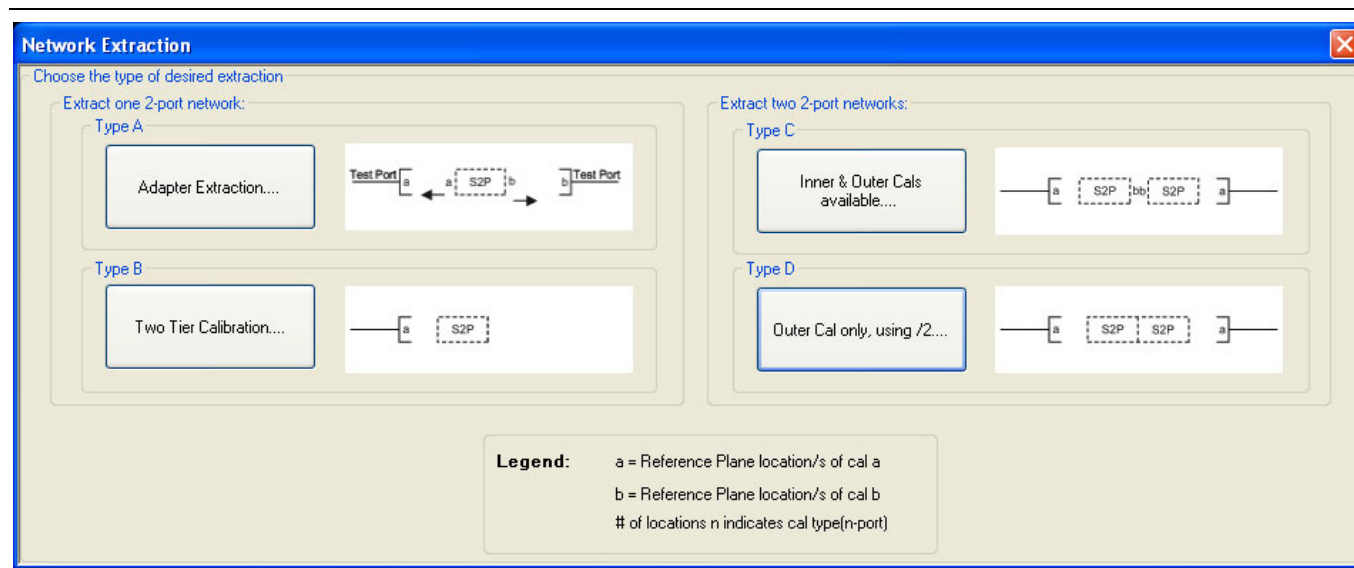 Network Extraction
Choose the type of desired extraction
Extract one 2-port network:
Type A
Adapter Extraction....
Test Port a a S2P b b Test Port
Type B
Two Tier Calibration....
a S2P
Extract two 2-port networks:
Type C
Inner & Outer Cals
available....
a S2P bb S2P a
Type D
Outer Cal only, using /2....
a S2P S2P a
Legend:
a = Reference Plane location/s of cal a
b = Reference Plane location/s of cal b
# of locations n indicates cal type(n-port)